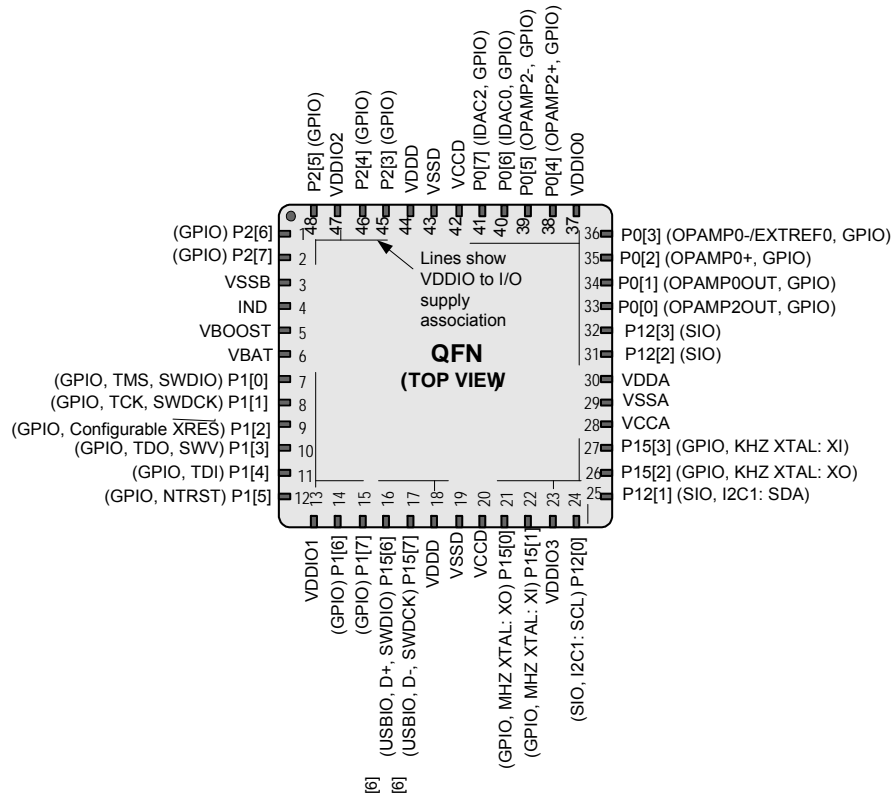 P2[5] (GPIO)
VDDIO2
P2[4] (GPIO)
P2[3] (GPIO)
VDDD
VSSD
VCCD
P0[7] (IDAC2, GPIO)
P0[6] (IDAC0, GPIO)
P0[5] (OPAMP2-, GPIO)
P0[4] (OPAMP2+, GPIO)
VDDIO0
48
47
46
45
44
43
42
41
40
39
38
37
(GPIO) P2[6]
(GPIO) P2[7]
VSSB
IND
VBOOST
VBAT
(GPIO, TMS, SWDIO) P1[0]
(GPIO, TCK, SWDCK) P1[1]
(GPIO, Configurable XRES) P1[2]
(GPIO, TDO, SWV) P1[3]
(GPIO, TDI) P1[4]
(GPIO, NTRST) P1[5]
1
2
3
4
5
6
7
8
9
10
11
12
Lines show
VDDIO to I/O
supply
association
QFN
(TOP VIEW)
36
35
34
33
32
31
30
29
28
27
26
25
P0[3] (OPAMP0-/EXTREF0, GPIO)
P0[2] (OPAMP0+, GPIO)
P0[1] (OPAMP0OUT, GPIO)
P0[0] (OPAMP2OUT, GPIO)
P12[3] (SIO)
P12[2] (SIO)
VDDA
VSSA
VCCA
P15[3] (GPIO, KHZ XTAL: XI)
P15[2] (GPIO, KHZ XTAL: XO)
P12[1] (SIO, I2C1: SDA)
13
14
15
16
17
18
19
20
21
22
23
24
VDDIO1
(GPIO) P1[6]
(GPIO) P1[7]
(USBIO, D+, SWDIO) P15[6]
(USBIO, D-, SWDCK) P15[7]
VDDD
VSSD
VCCD
(GPIO, MHZ XTAL: XO) P15[0]
(GPIO, MHZ XTAL: XI) P15[1]
VDDIO3
(SIO, I2C1: SCL) P12[0]
[6]
[6]